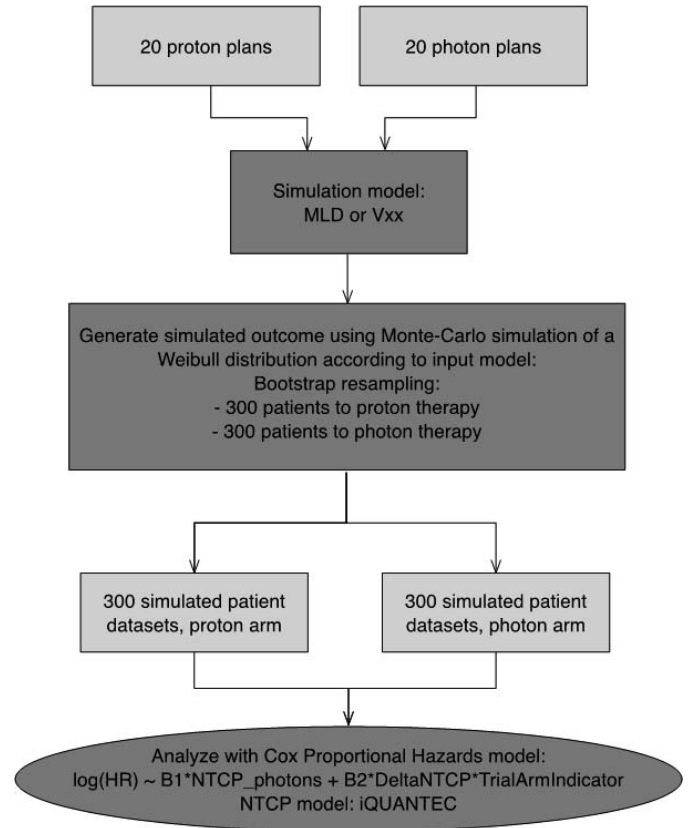 20 proton plans
20 photon plans
Simulation model:
MLD or Vxx
Generate simulated outcome using Monte-Carlo simulation of a
Weibull distribution according to input model:
Bootstrap resampling:
- 300 patients to proton therapy
- 300 patients to photon therapy
300 simulated patient
datasets, proton arm
300 simulated patient
datasets, photon arm
Analyze with Cox Proportional Hazards model:
log(HR) ~ B1*NTCP_photons + B2*DeltaNTCP*TrialArmIndicator
NTCP model: iQUANTEC